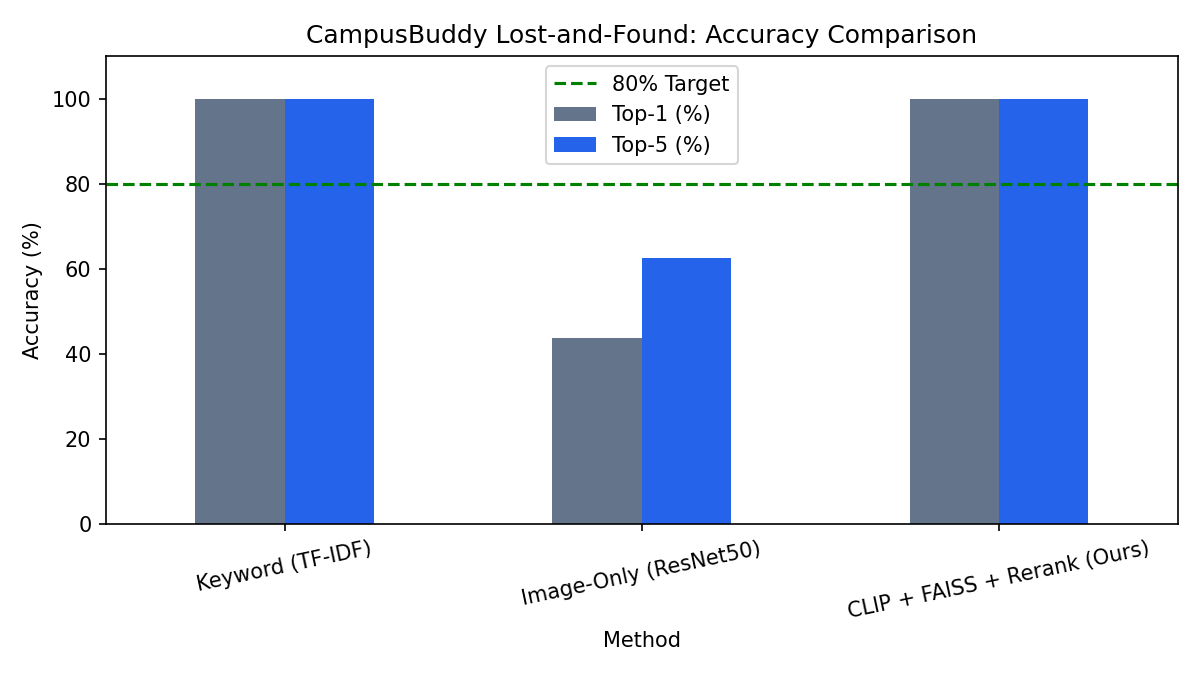 CampusBuddy Lost-and-Found: Accuracy Comparison
80% Target
Top-1 (%)
Top-5 (%)
Accuracy (%)
100
80
60
40
20
0
Keyword (TF-IDF)
Image-Only (ResNet50)
CLIP + FAISS + Rerank (Ours)
Method